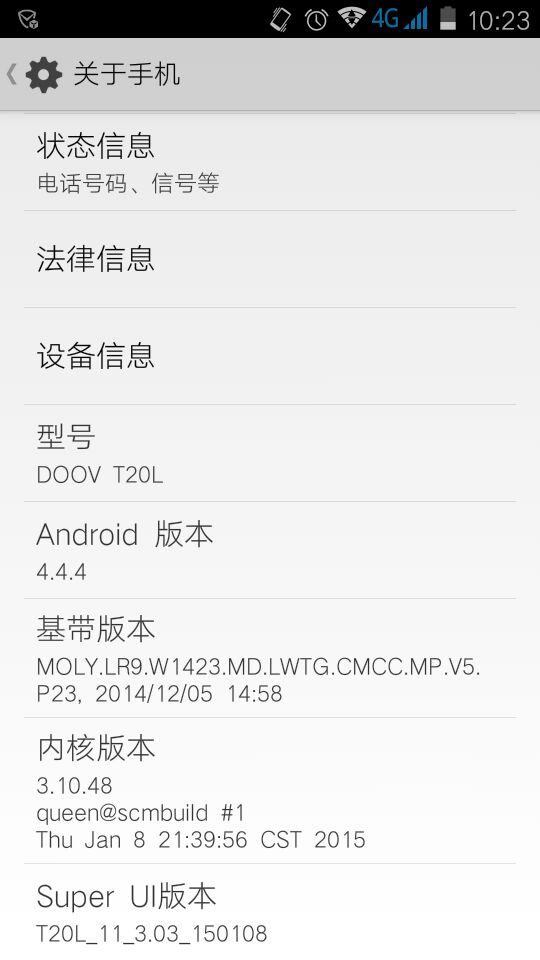 4G 10:23
关于手机
状态信息
电话号码、信号等
法律信息
设备信息
型号
DOOV T20L
Android 版本
4.4.4
基带版本
MOLY.LR9.W1423.MD.LWTG.CMCC.MP.V5.
P23, 2014/12/05 14:58
内核版本
3.10.48
queen@scmbuild #1
Thu Jan 8 21:39:56 CST 2015
Super UI版本
T20L_11_3.03_150108